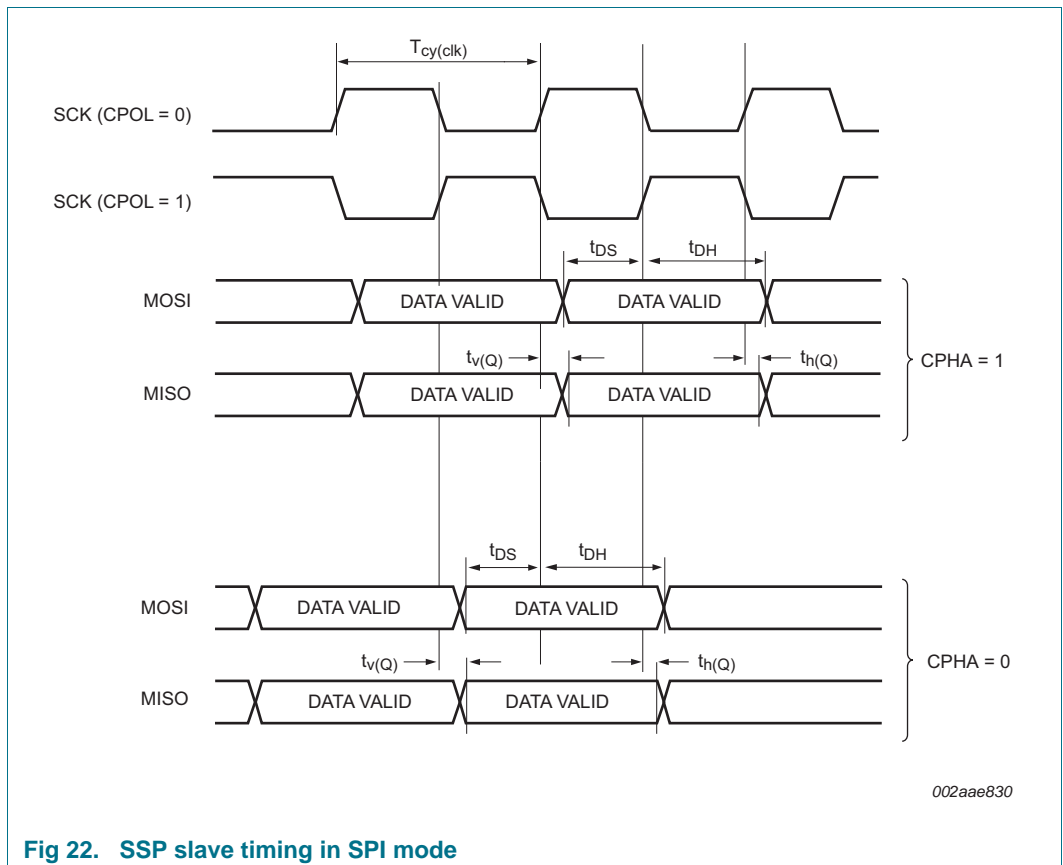 Tcy(clk)
SCK (CPOL = 0)
SCK (CPOL = 1)
tDS tDH
MOSI DATA VALID DATA VALID
tv(Q) th(Q)
CPHA = 1
MISO DATA VALID DATA VALID
tDS tDH
MOSI DATA VALID DATA VALID
tv(Q) th(Q)
CPHA = 0
MISO DATA VALID DATA VALID
002aae830
Fig 22. SSP slave timing in SPI mode